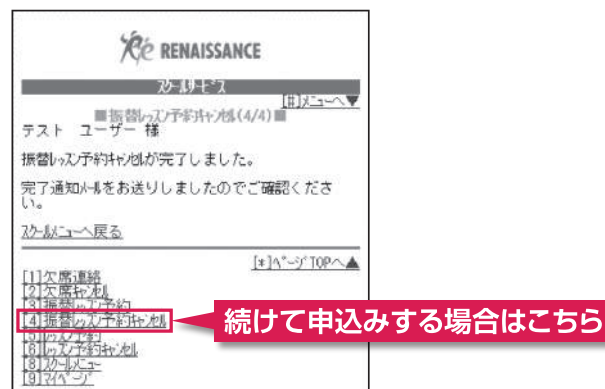 RENAISSANCE
ｽｸｰﾙｻｰﾋﾞｽ
[#]ﾒﾆｭｰへ▼
■振替ﾚｯｽﾝ予約ｷｬﾝｾﾙ(4/4)■
テスト　ユーザー 様
振替ﾚｯｽﾝ予約ｷｬﾝｾﾙが完了しました。
完了通知ﾒｰﾙをお送りしましたのでご確認くださ
い。
ｽｸｰﾙﾒﾆｭｰへ戻る
[*]ﾍﾟｰｼﾞTOPへ▲
[1]欠席連絡
[2]欠席ｷｬﾝｾﾙ
[3]振替ﾚｯｽﾝ予約
[4]振替ﾚｯｽﾝ予約ｷｬﾝｾﾙ
続けて申込みする場合はこちら
[5]ﾚｯｽﾝ予約
[6]ﾚｯｽﾝ予約ｷｬﾝｾﾙ
[8]ｽｸｰﾙﾒﾆｭｰ
[9]ﾏｲﾍﾟｰｼﾞ